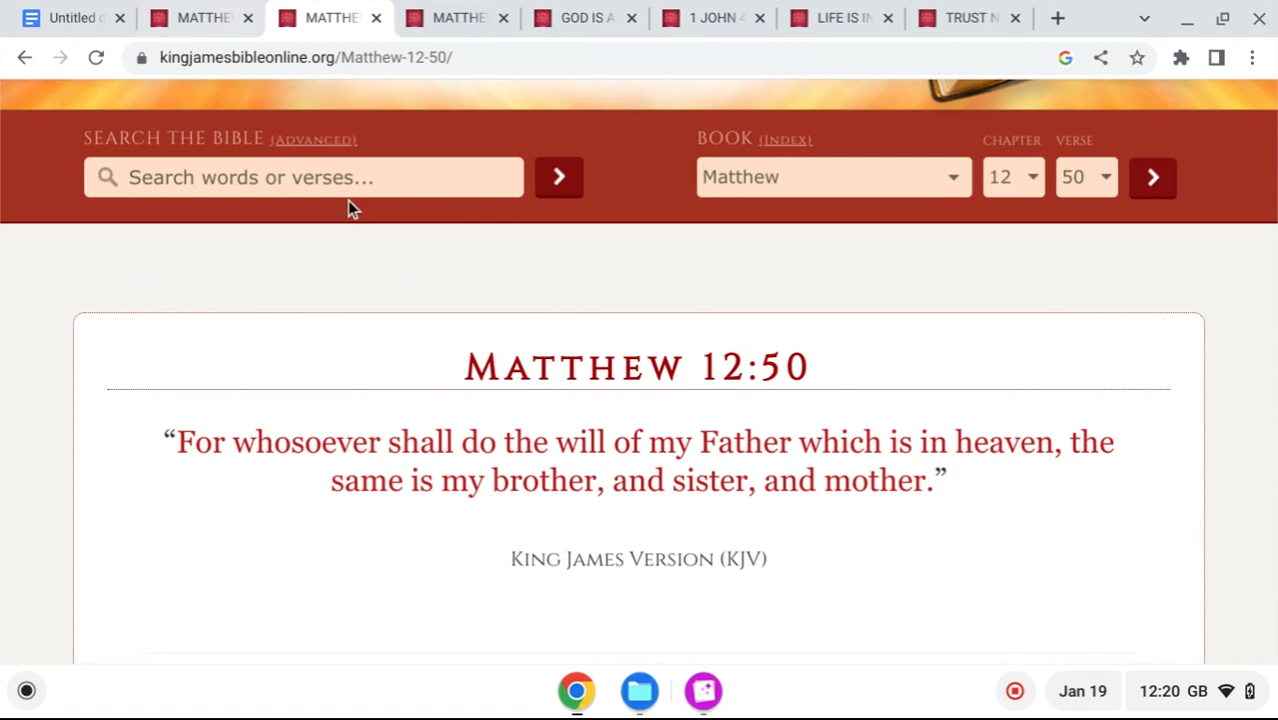 Untitled d
MATTHE
MATTHE
MATTHE
GOD IS A
1 JOHN 4
LIFE IS IN
TRUST N
kingjamesbibleonline.org/Matthew-12-50/
SEARCH THE BIBLE (ADVANCED)
BOOK (INDEX)
CHAPTER
VERSE
Search words or verses...
Matthew
12
50
MATTHEW 12:50
“For whosoever shall do the will of my Father which is in heaven, the
same is my brother, and sister, and mother.”
KING JAMES VERSION (KJV)
Jan 19
12:20 GB